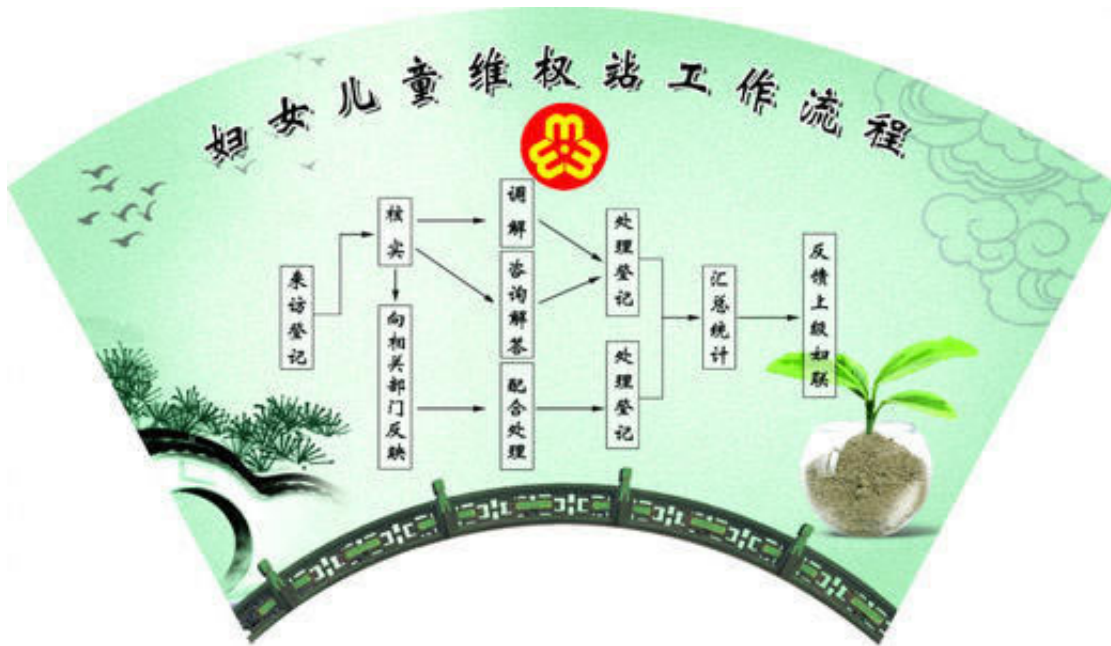 妇女儿童维权站工作流程
来访登记
核实
向相关部门反映
调解
咨询解答
配合处理
处理登记
处理登记
汇总统计
反馈上级妇联